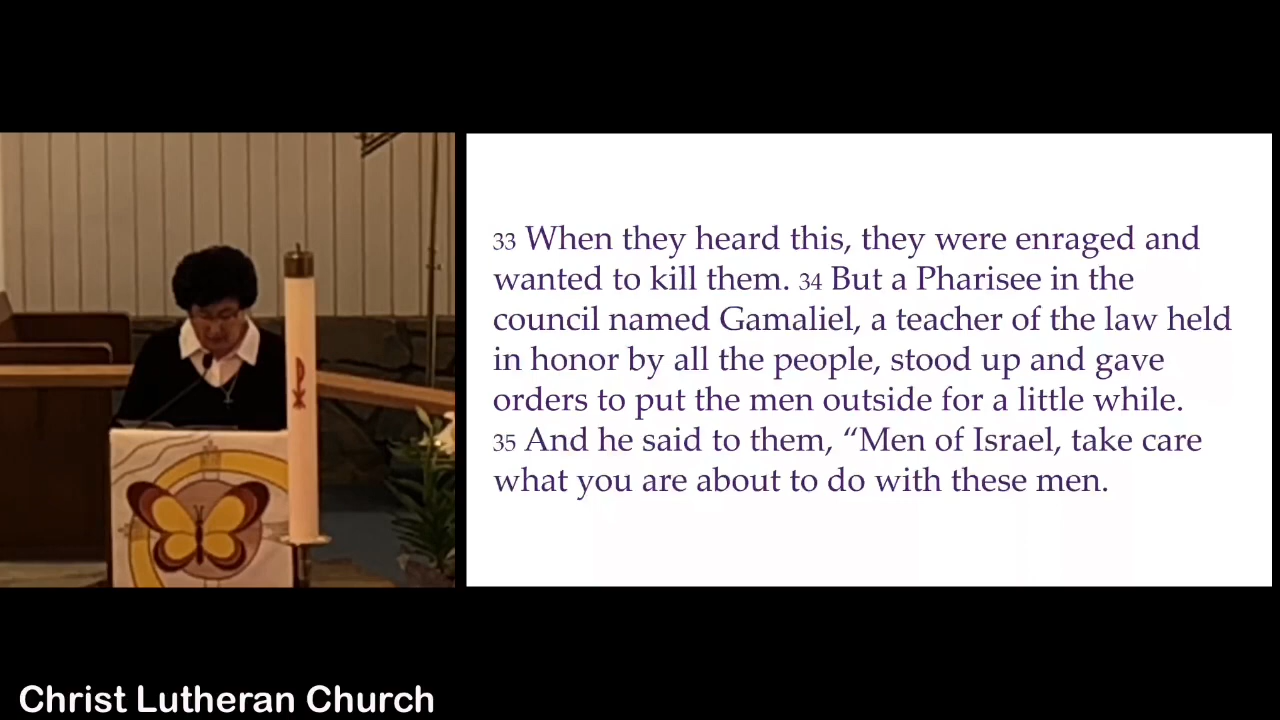 33 When they heard this, they were enraged and
wanted to kill them. 34 But a Pharisee in the
council named Gamaliel, a teacher of the law held
in honor by all the people, stood up and gave
orders to put the men outside for a little while.
35 And he said to them, “Men of Israel, take care
what you are about to do with these men.
Christ Lutheran Church